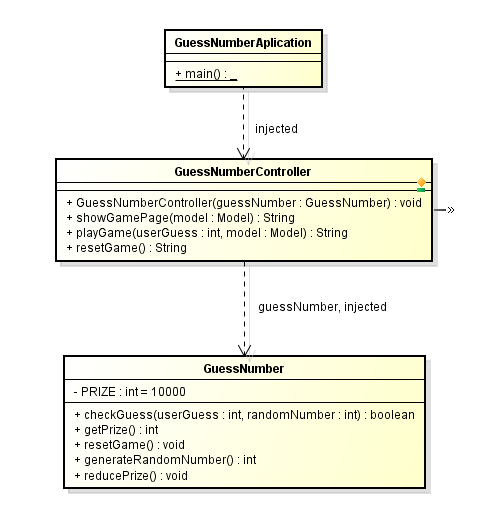 GuessNumberAplication
+ main() : _
injected
GuessNumberController
+ GuessNumberController(guessNumber : GuessNumber) : void
+ showGamePage(model : Model) : String
+ playGame(userGuess : int, model : Model) : String
+ resetGame() : String
guessNumber, injected
GuessNumber
- PRIZE : int = 10000
+ checkGuess(userGuess : int, randomNumber : int) : boolean
+ getPrize() : int
+ resetGame() : void
+ generateRandomNumber() : int
+ reducePrize() : void